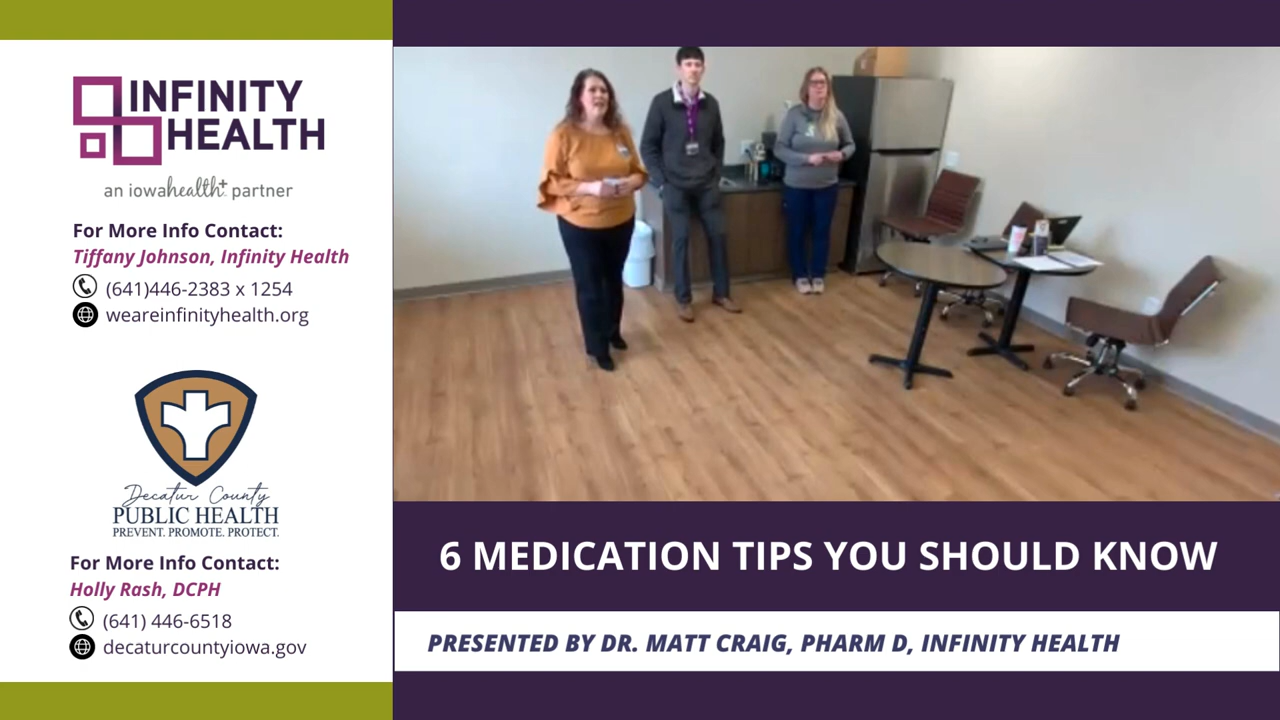 INFINITY
HEALTH
an iowahealth+ partner
For More Info Contact:
Tiffany Johnson, Infinity Health
(641)446-2383 x 1254
weareinfinityhealth.org
Decatur County
PUBLIC HEALTH
PREVENT. PROMOTE. PROTECT.
For More Info Contact:
Holly Rash, DCPH
(641) 446-6518
decaturcountyiowa.gov
6 MEDICATION TIPS YOU SHOULD KNOW
PRESENTED BY DR. MATT CRAIG, PHARM D, INFINITY HEALTH